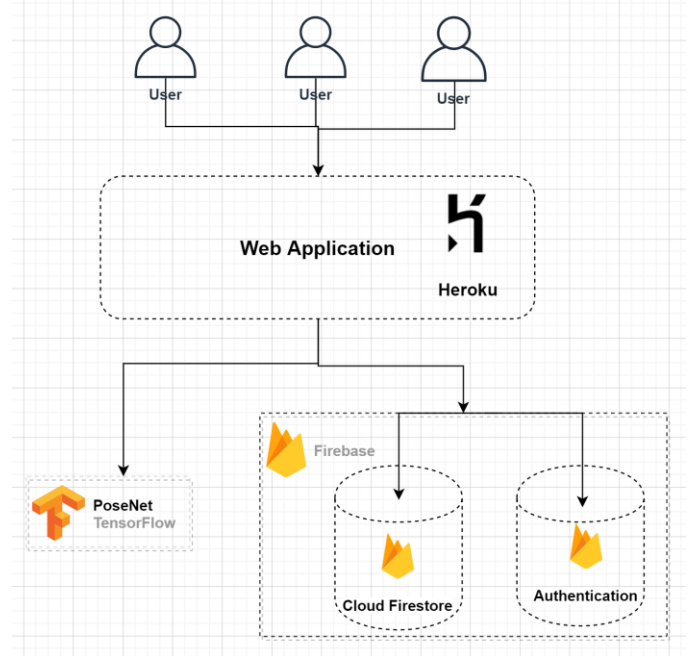 User
User
User
Web Application
Heroku
Firebase
PoseNet
TensorFlow
Cloud Firestore
Authentication